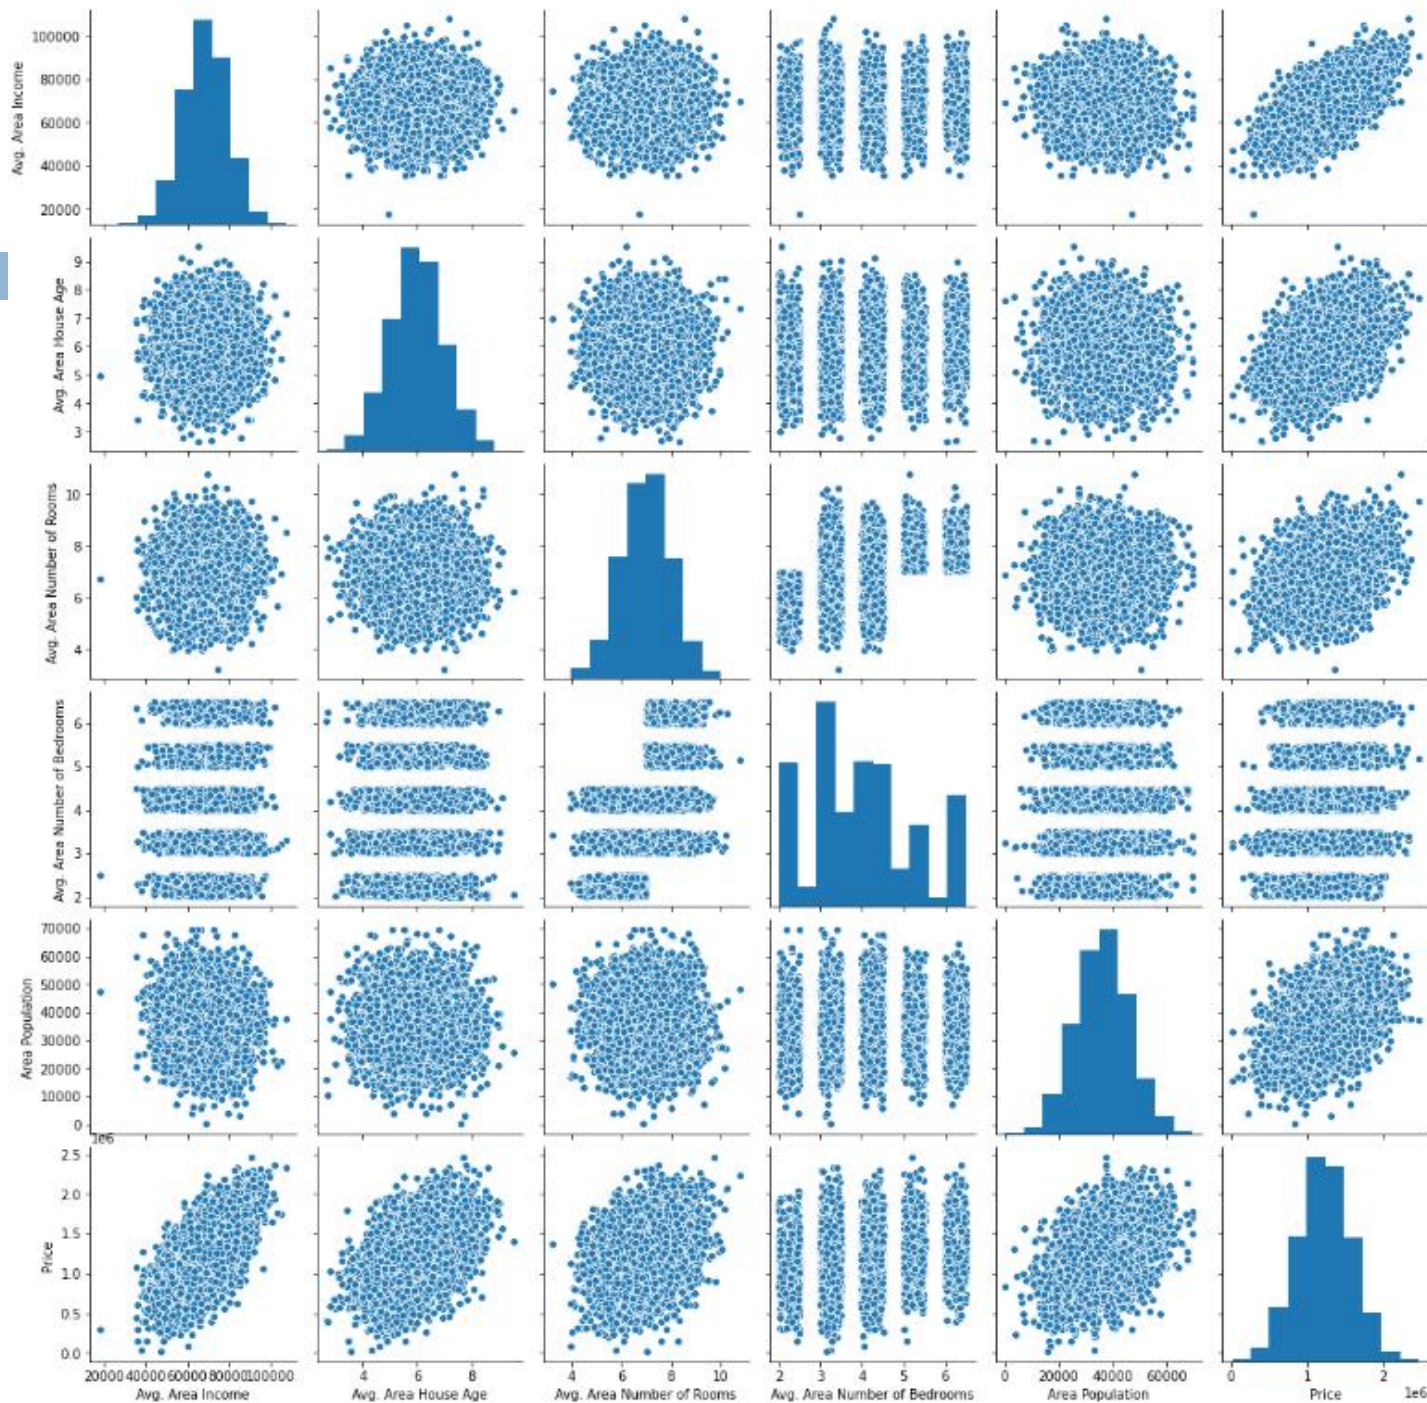 100000
80000
60000
40000
20000
Avg. Area Income
9
8
7
6
5
4
3
Avg. Area House Age
10
8
6
4
Avg. Area Number of Rooms
6
5
4
3
2
Avg. Area Number of Bedrooms
70000
60000
50000
40000
30000
20000
10000
0
Area Population
1e6
2.5
2.0
1.5
1.0
0.5
0.0
Price
20000 40000 60000 80000 100000
4 6 8
4 6 8 10
2 3 4 5 6
0 20000 40000 60000
0 1 2
1e6
Avg. Area Income
Avg. Area House Age
Avg. Area Number of Rooms
Avg. Area Number of Bedrooms
Area Population
Price